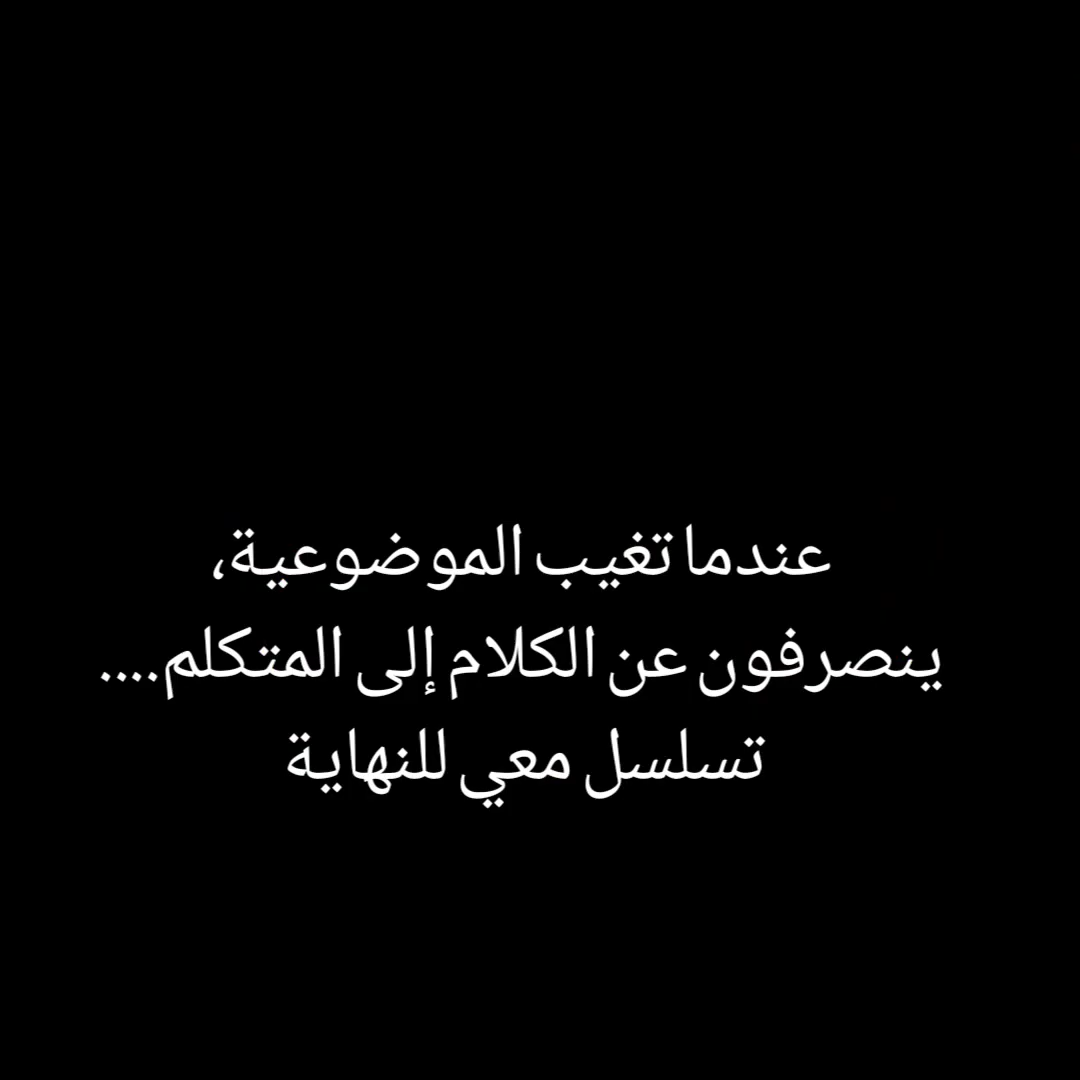 عندما تغيب الموضوعية،
ينصرفون عن الكلام إلى المتكلم....
تسلسل معي للنهاية